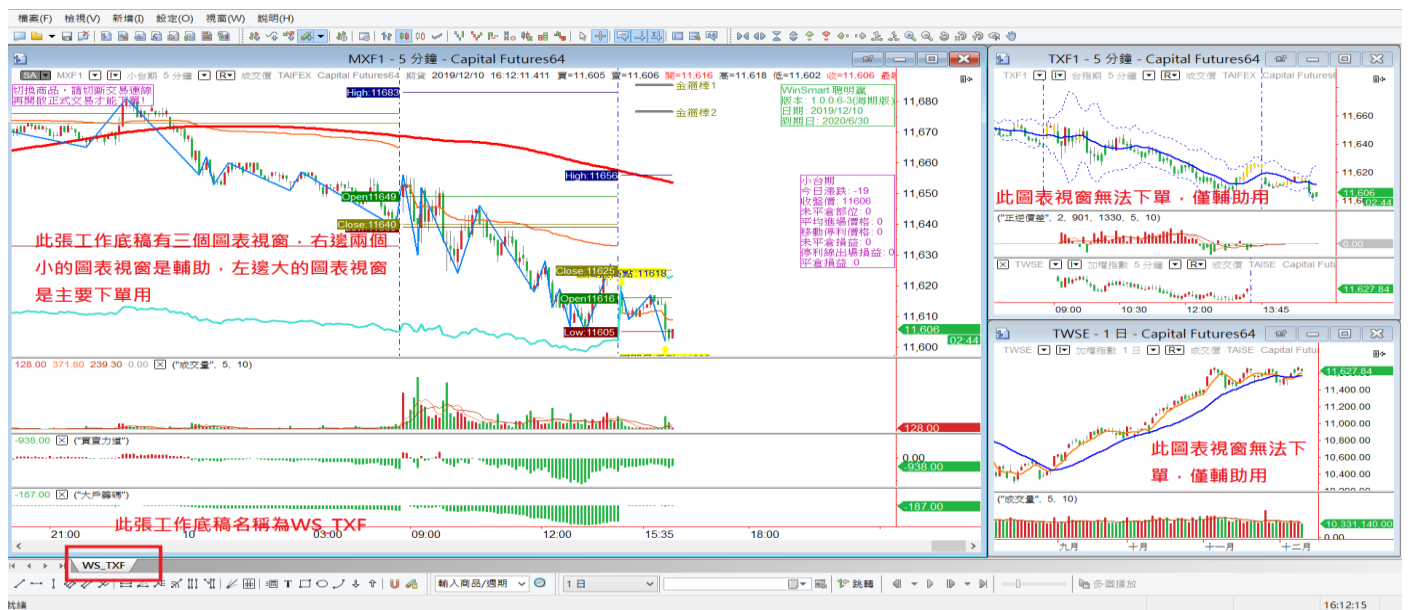 檔案(F) 檢視(V) 新增(I) 設定(O) 視窗(W) 說明(H)
MXF1 - 5 分鐘 - Capital Futures64
SA MXF1 I 小台期 5 分鐘 R 成交價 TAIFEX Capital Futures64 期貨 2019/12/10 16:12:11.411 買=11,605 賣=11,606 開=11,616 高=11,618 低=11,602 收=11,606
切換商品，請切斷交易連線
再開啟正式交易才能下單!
High:11683
金箍棒1
金箍棒2
WinSmart 聰明贏
版本: 1.0.0.6-3(海期版)
日期: 2019/12/10
到期日: 2020/6/30
11,680
11,670
11,660
11,650
11,640
11,630
11,620
11,610
11,606
02:44
11,600
High:11656
小台期
今日漲跌: -19
收盤價: 11606
未平倉部位: 0
平均進場價格: 0
移動停利價格: 0
未平倉損益: 0
停利線出場損益: 0
平倉損益: 0
Open11649
Close:11640
此張工作底稿有三個圖表視窗，右邊兩個
小的圖表視窗是輔助，左邊大的圖表視窗
是主要下單用
Close:11625
11618
Open11616
Low:11605
128.00 371.80 239.30 0.00 ("成交量", 5, 10)
128.00
-938.00 ("買賣力道")
0.00
-938.00
-187.00 ("大戶籌碼")
-187.00
此張工作底稿名稱為WS_TXF
21:00 10 03:00 09:00 12:00 15:35 18:00
WS_TXF
TXF1 - 5 分鐘 - Capital Futures64
TXF1 I 台指期 5 分鐘 R 成交價 TAIFEX Capital Futures
11,660
11,640
11,620
11,606
02:44
此圖表視窗無法下單，僅輔助用
("正逆價差", 2, 901, 1330, 5, 10)
0.00
TWSE I 加權指數 5 分鐘 R 成交價 TAISE Capital Futu
11,627.84
09:00 10:30 12:00 13:45
TWSE - 1 日 - Capital Futures64
TWSE I 加權指數 1 日 R 成交價 TAISE Capital Futu
11,627.84
11,400.00
11,200.00
11,000.00
10,800.00
10,600.00
10,400.00
此圖表視窗無法下
單，僅輔助用
("成交量", 5, 10)
10,331,140.00
0.00
九月 十月 十一月 十二月
輸入商品/週期 1 日 跳轉 多圖播放
就緒 16:12:15